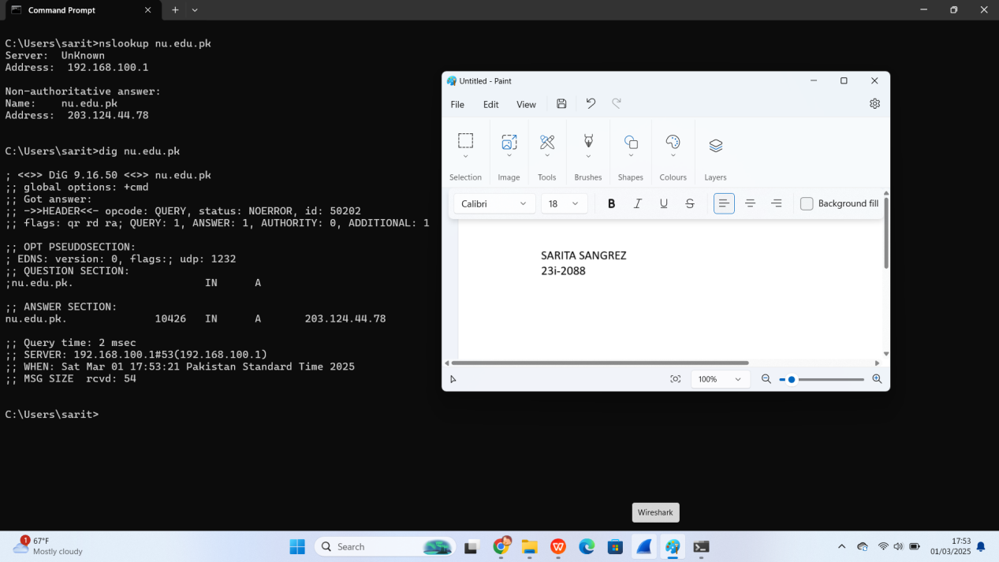 Command Prompt
C:\Users\sarit>nslookup nu.edu.pk
Server:  UnKnown
Address:  192.168.100.1
Non-authoritative answer:
Name:    nu.edu.pk
Address:  203.124.44.78
C:\Users\sarit>dig nu.edu.pk
; <<>> DiG 9.16.50 <<>> nu.edu.pk
;; global options: +cmd
;; Got answer:
;; ->>HEADER<<- opcode: QUERY, status: NOERROR, id: 50202
;; flags: qr rd ra; QUERY: 1, ANSWER: 1, AUTHORITY: 0, ADDITIONAL: 1
;; OPT PSEUDOSECTION:
; EDNS: version: 0, flags:; udp: 1232
;; QUESTION SECTION:
;nu.edu.pk.                     IN      A
;; ANSWER SECTION:
nu.edu.pk.              10426   IN      A       203.124.44.78
;; Query time: 2 msec
;; SERVER: 192.168.100.1#53(192.168.100.1)
;; WHEN: Sat Mar 01 17:53:21 Pakistan Standard Time 2025
;; MSG SIZE  rcvd: 54
C:\Users\sarit>
Untitled - Paint
File Edit View
Selection Image Tools Brushes Shapes Colours Layers
Calibri 18 B I U S Background fill
SARITA SANGREZ
23i-2088
100%
Wireshark
1
67°F
Mostly cloudy
Search
17:53
01/03/2025